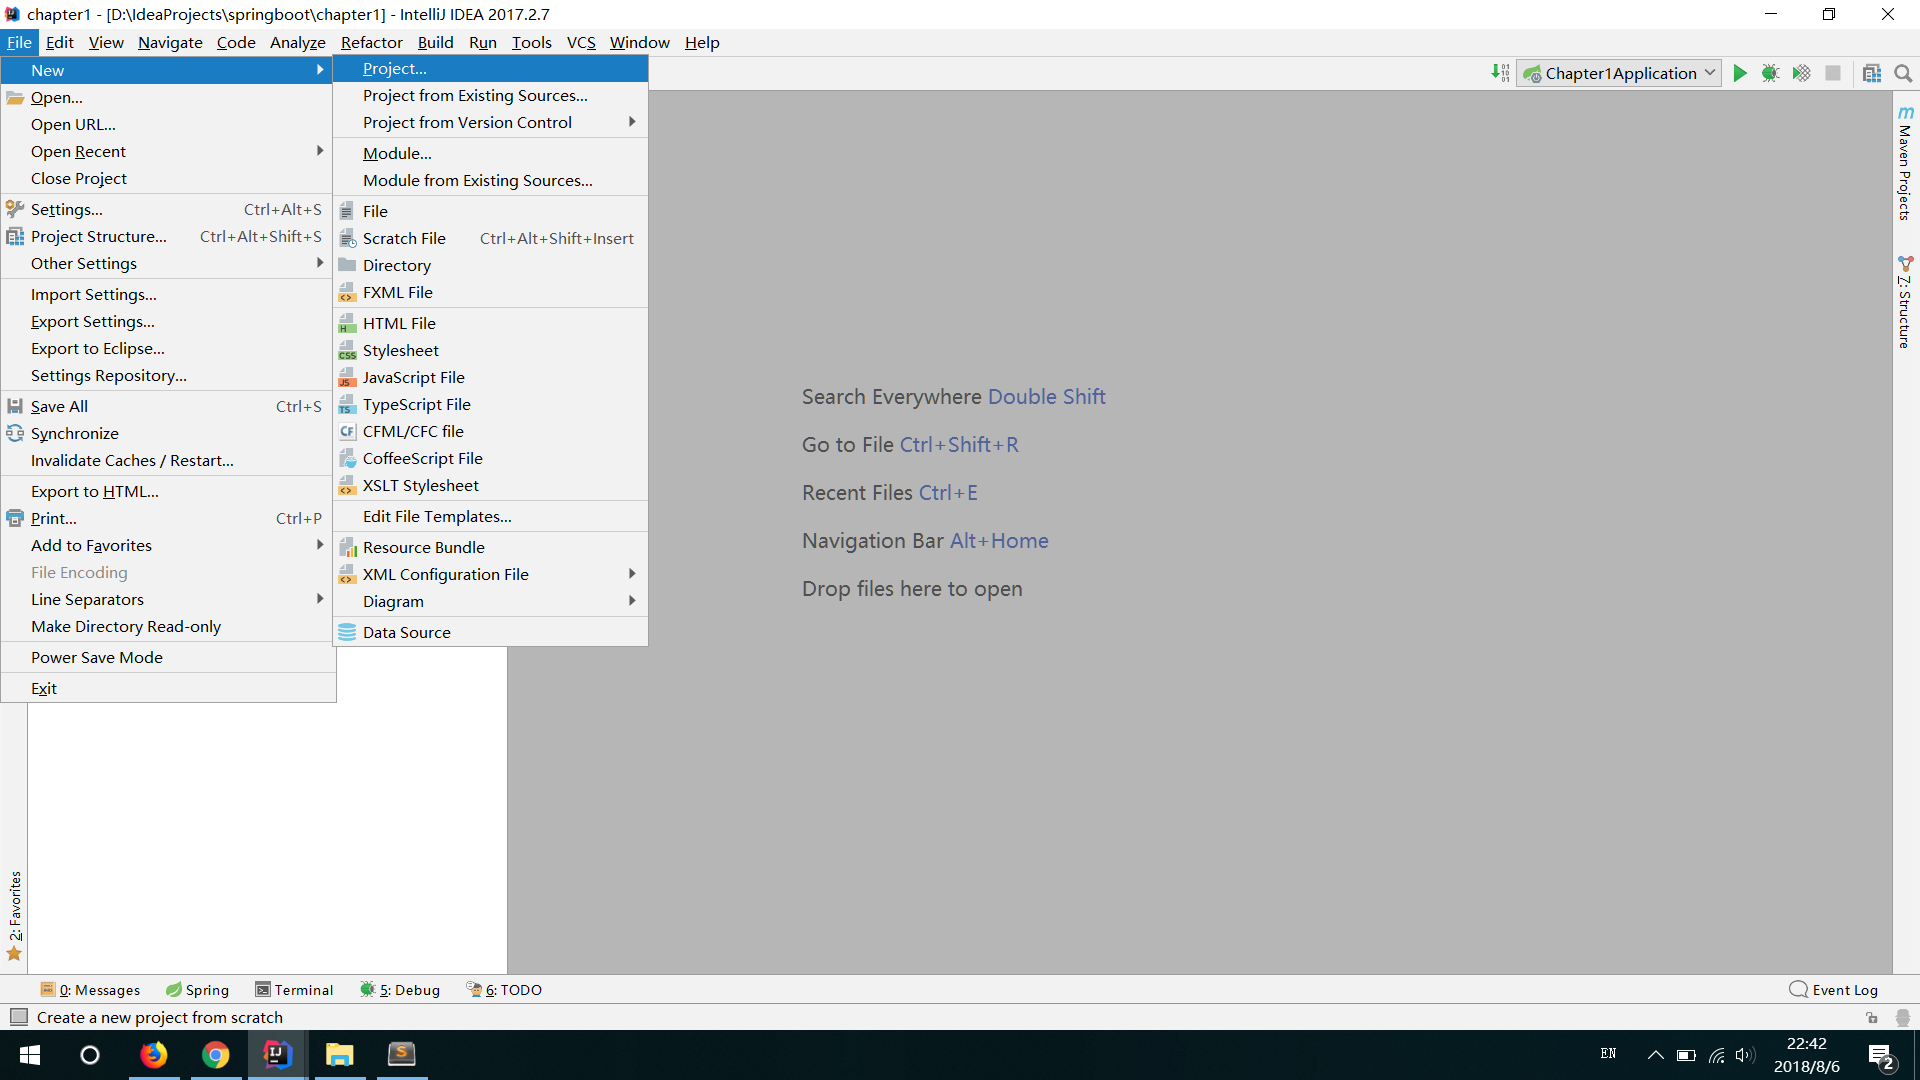 chapter1 - [D:\IdeaProjects\springboot\chapter1] - IntelliJ IDEA 2017.2.7
File Edit View Navigate Code Analyze Refactor Build Run Tools VCS Window Help
Chapter1Application
New
Open...
Open URL...
Open Recent
Close Project
Settings... Ctrl+Alt+S
Project Structure... Ctrl+Alt+Shift+S
Other Settings
Import Settings...
Export Settings...
Export to Eclipse...
Settings Repository...
Save All Ctrl+S
Synchronize
Invalidate Caches / Restart...
Export to HTML...
Print... Ctrl+P
Add to Favorites
File Encoding
Line Separators
Make Directory Read-only
Power Save Mode
Exit
Project...
Project from Existing Sources...
Project from Version Control
Module...
Module from Existing Sources...
File
Scratch File Ctrl+Alt+Shift+Insert
Directory
FXML File
HTML File
Stylesheet
JavaScript File
TypeScript File
CFML/CFC file
CoffeeScript File
XSLT Stylesheet
Edit File Templates...
Resource Bundle
XML Configuration File
Diagram
Data Source
Search Everywhere Double Shift
Go to File Ctrl+Shift+R
Recent Files Ctrl+E
Navigation Bar Alt+Home
Drop files here to open
Maven Projects
7: Structure
2: Favorites
0: Messages Spring Terminal 5: Debug 6: TODO Event Log
Create a new project from scratch
EN
22:42
2018/8/6
2